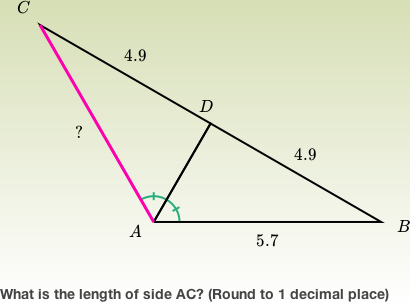 C
4.9
D
?
4.9
A
B
5.7
What is the length of side AC? (Round to 1 decimal place)